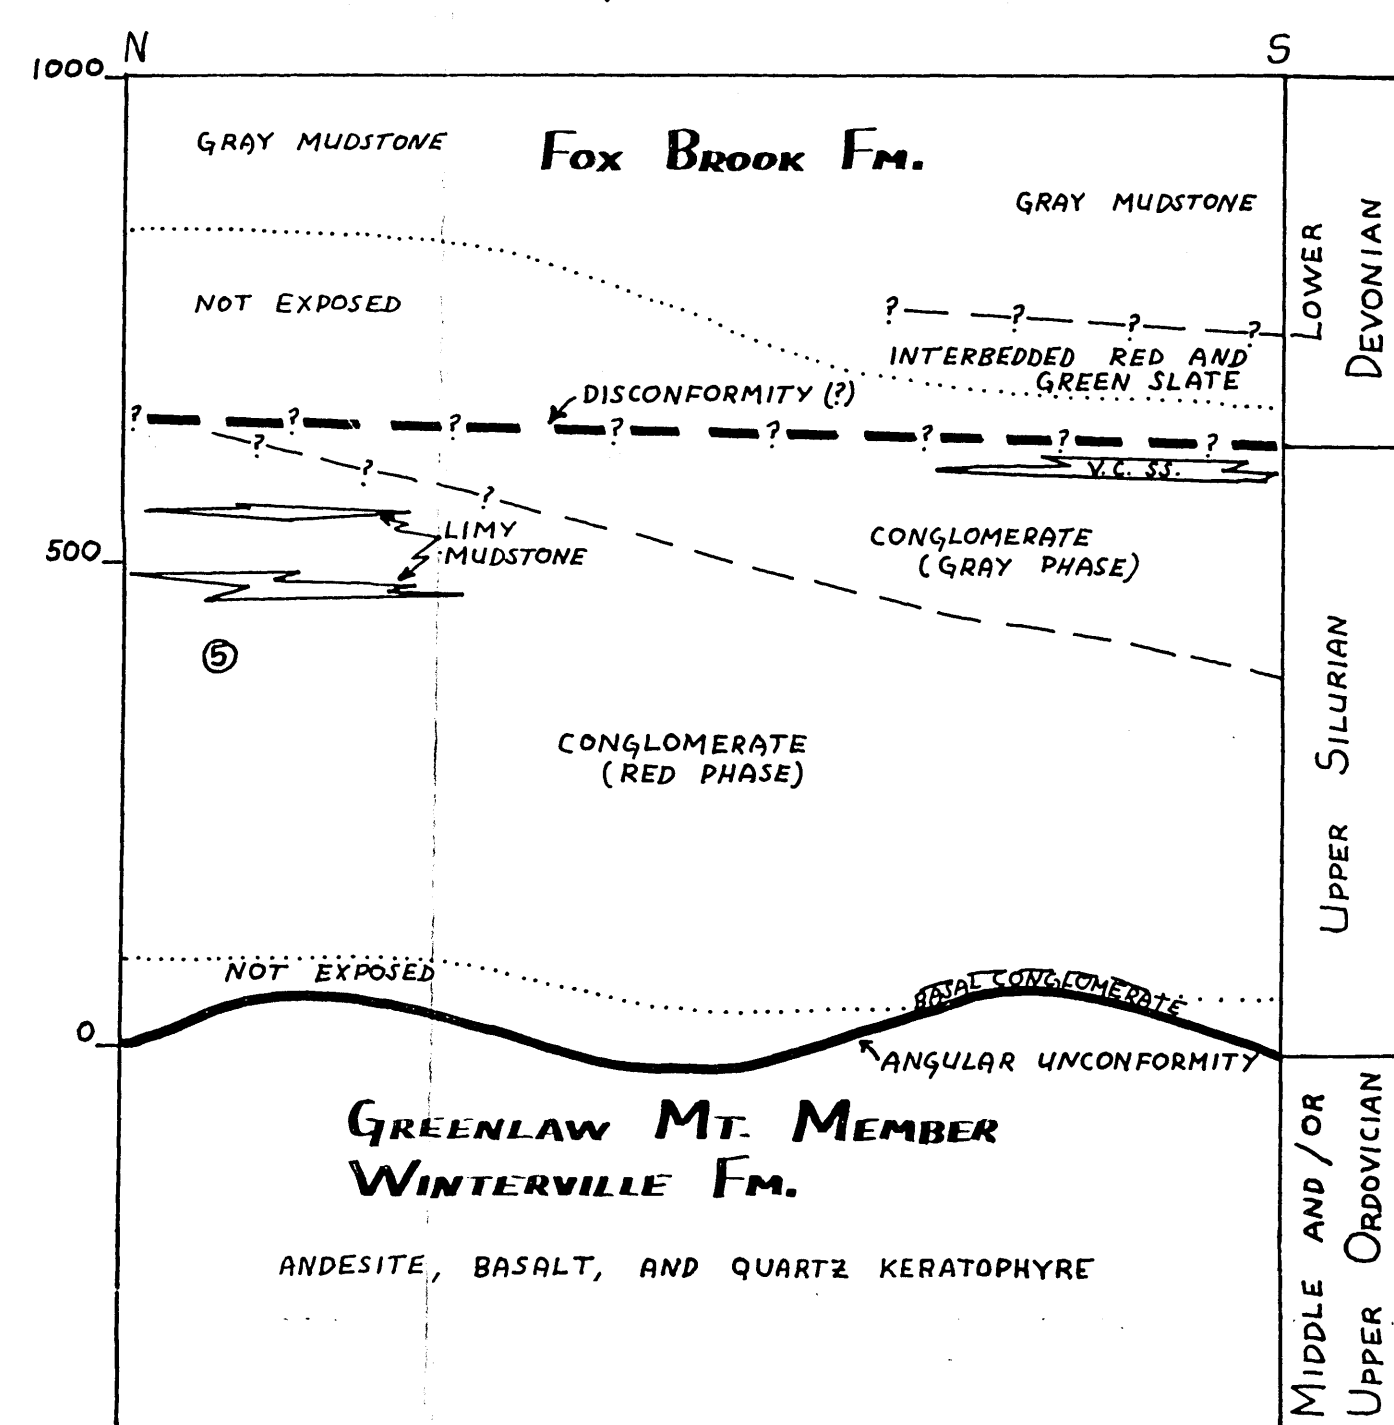 N
S
1000
GRAY MUDSTONE
FOX BROOK FM.
GRAY MUDSTONE
NOT EXPOSED
? ? ? ?
INTERBEDDED RED AND
GREEN SLATE
DISCONFORMITY (?)
? ? ? ? ? ? ? ?
? ? ?
V.C. SS.
LIMY
MUDSTONE
500
CONGLOMERATE
(GRAY PHASE)
5
CONGLOMERATE
(RED PHASE)
NOT EXPOSED
BASAL CONGLOMERATE
0
ANGULAR UNCONFORMITY
GREENLAW MT. MEMBER
WINTERVILLE FM.
ANDESITE, BASALT, AND QUARTZ KERATOPHYRE
LOWER
DEVONIAN
UPPER SILURIAN
MIDDLE AND/OR
UPPER ORDOVICIAN